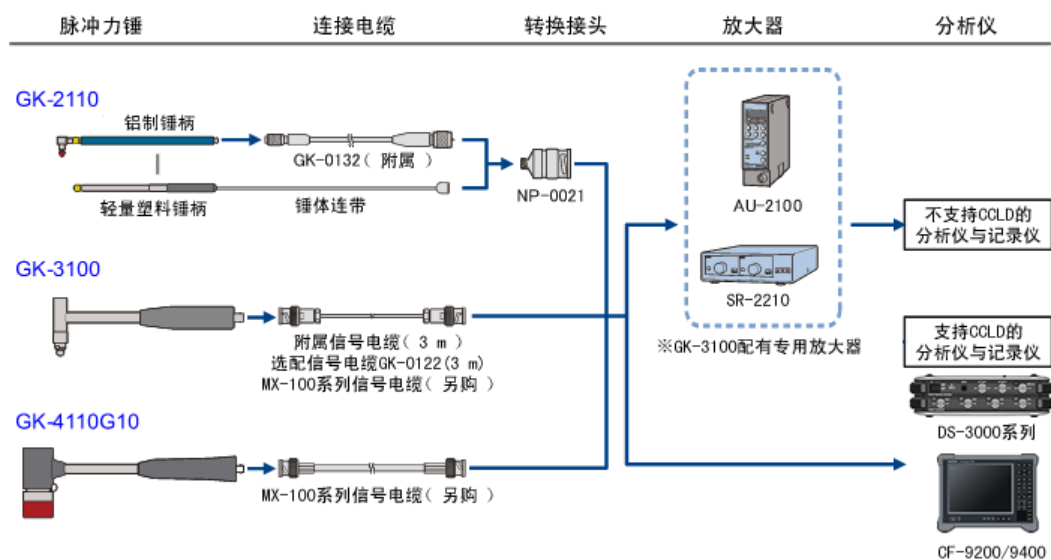 脉冲力锤 连接电缆 转换接头 放大器 分析仪
GK-2110
铝制锤柄
GK-0132( 附属 )
轻量塑料锤柄
锤体连带
NP-0021
AU-2100
SR-2210
※GK-3100配有专用放大器
不支持CCLD的
分析仪与记录仪
GK-3100
附属信号电缆( 3 m )
选配信号电缆GK-0122(3 m)
MX-100系列信号电缆( 另购 )
支持CCLD的
分析仪与记录仪
DS-3000系列
GK-4110G10
MX-100系列信号电缆( 另购 )
CF-9200/9400